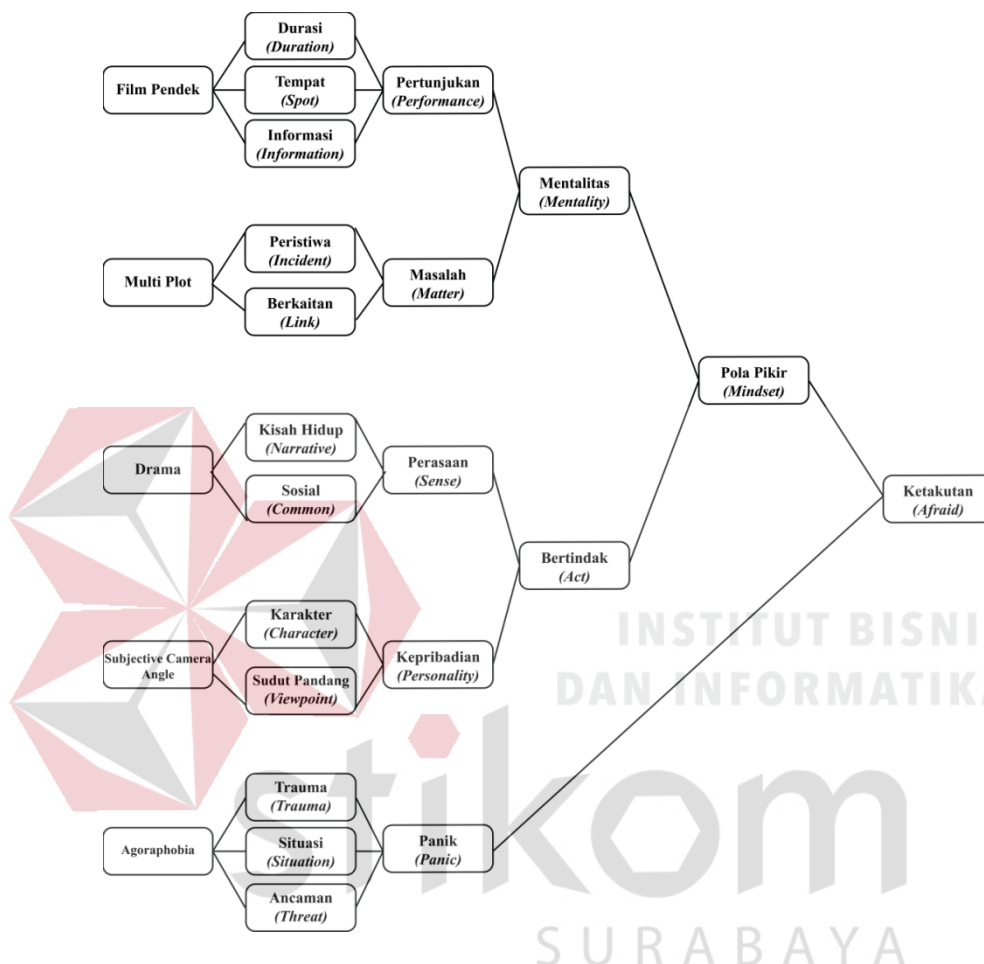 Durasi
(Duration)
Film Pendek
Tempat
(Spot)
Pertunjukan
(Performance)
Informasi
(Information)
Mentalitas
(Mentality)
Peristiwa
(Incident)
Multi Plot
Masalah
(Matter)
Berkaitan
(Link)
Pola Pikir
(Mindset)
Kisah Hidup
(Narrative)
Drama
Perasaan
(Sense)
Sosial
(Common)
Ketakutan
(Afraid)
Bertindak
(Act)
Karakter
(Character)
Subjective Camera
Angle
Kepribadian
(Personality)
Sudut Pandang
(Viewpoint)
INSTITUT BISNI
DAN INFORMATIKA
Trauma
(Trauma)
Agoraphobia
Situasi
(Situation)
Panik
(Panic)
Ancaman
(Threat)
stikom
SURABAYA